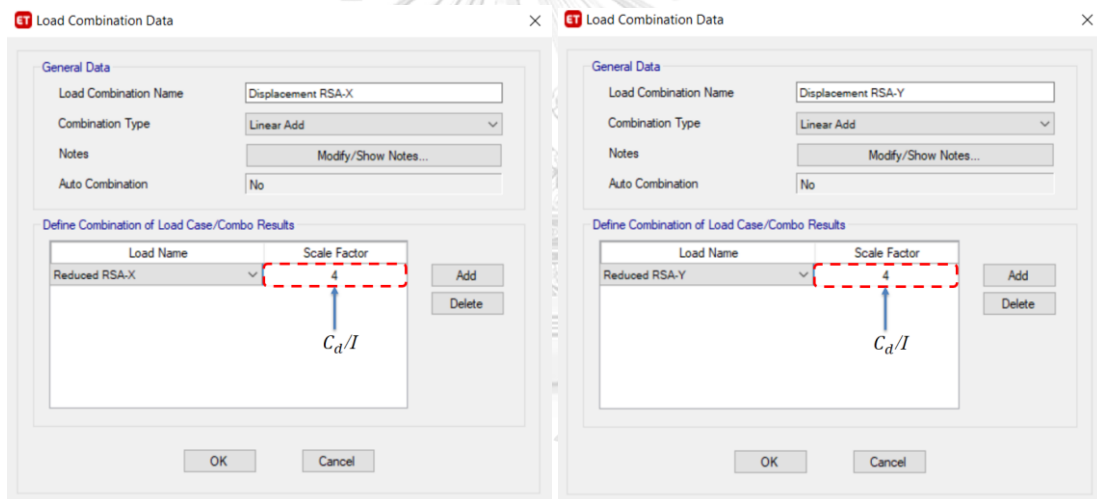 ET Load Combination Data
General Data
Load Combination Name Displacement RSA-X
Combination Type Linear Add
Notes Modify/Show Notes...
Auto Combination No
Define Combination of Load Case/Combo Results
Load Name Scale Factor
Reduced RSA-X 4 Add
Delete
C_d/I
OK Cancel
ET Load Combination Data
General Data
Load Combination Name Displacement RSA-Y
Combination Type Linear Add
Notes Modify/Show Notes...
Auto Combination No
Define Combination of Load Case/Combo Results
Load Name Scale Factor
Reduced RSA-Y 4 Add
Delete
C_d/I
OK Cancel